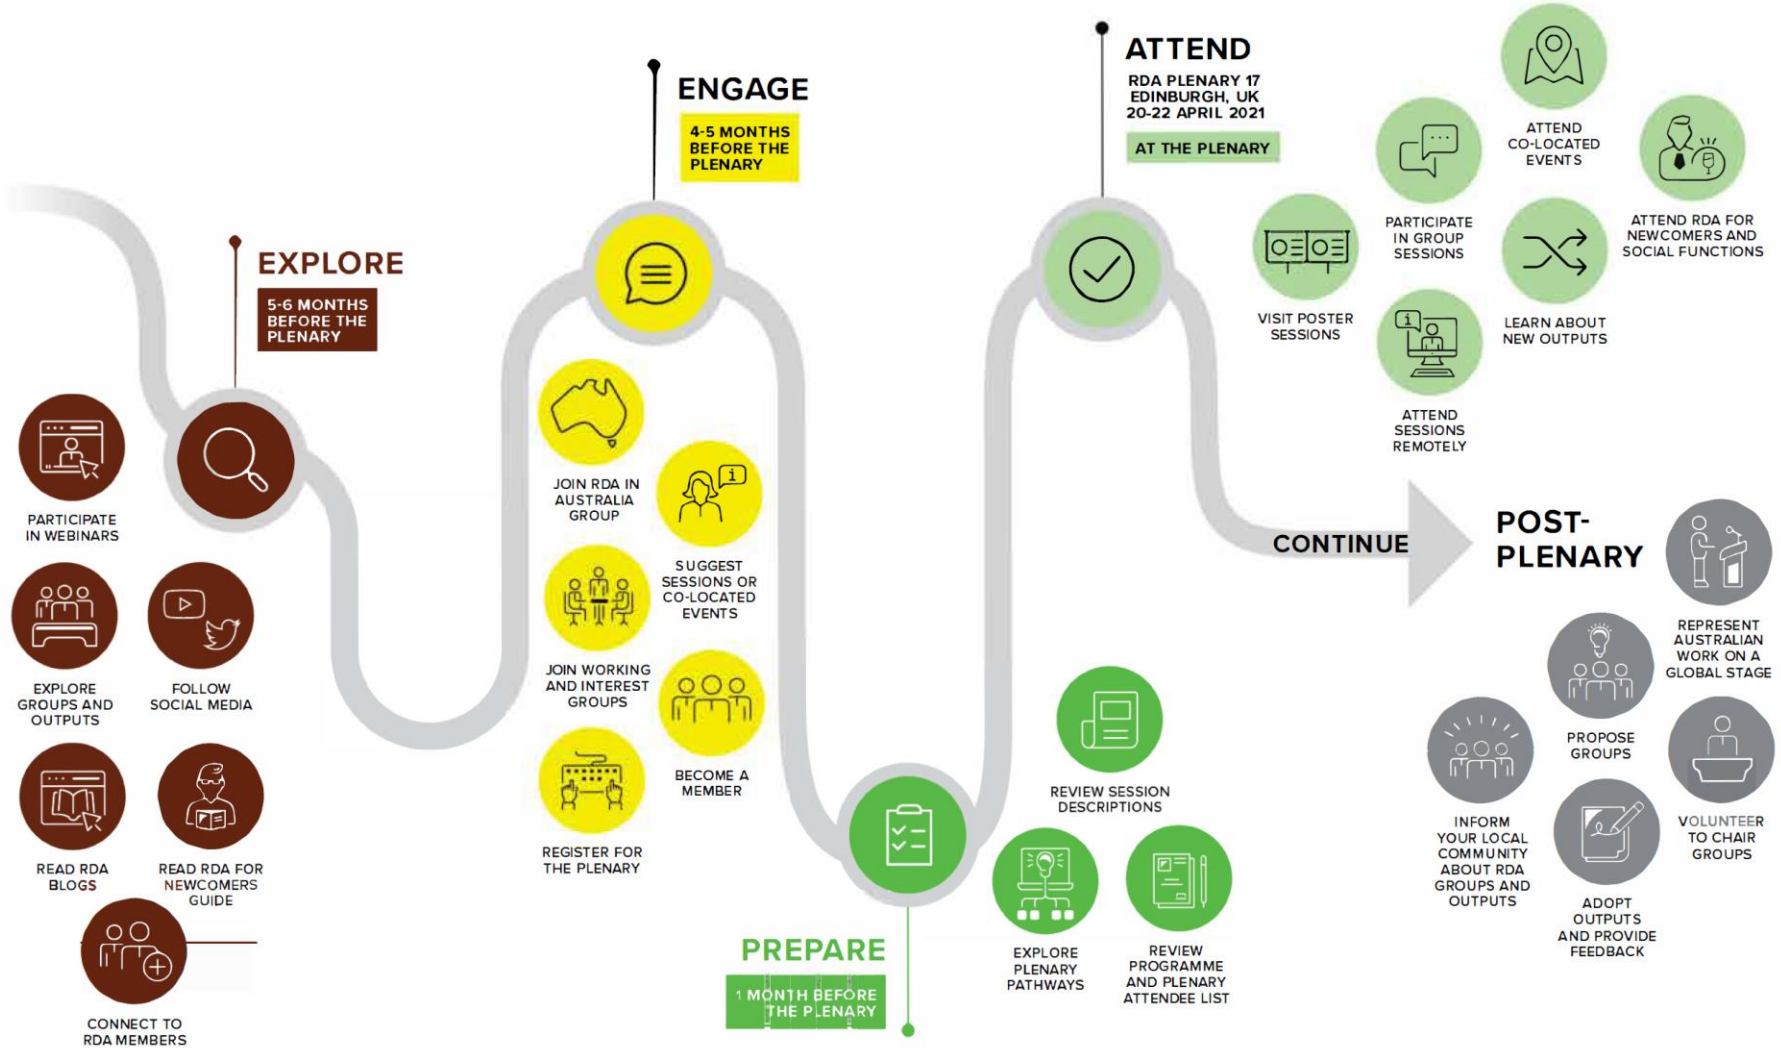 EXPLORE
5-6 MONTHS
BEFORE THE
PLENARY
PARTICIPATE
IN WEBINARS
EXPLORE
GROUPS AND
OUTPUTS
FOLLOW
SOCIAL MEDIA
READ RDA
BLOGS
READ RDA FOR
NEWCOMERS
GUIDE
CONNECT TO
RDA MEMBERS
ENGAGE
4-5 MONTHS
BEFORE THE
PLENARY
JOIN RDA IN
AUSTRALIA
GROUP
i
SUGGEST
SESSIONS OR
CO-LOCATED
EVENTS
JOIN WORKING
AND INTEREST
GROUPS
BECOME A
MEMBER
REGISTER FOR
THE PLENARY
PREPARE
1 MONTH BEFORE
THE PLENARY
REVIEW SESSION
DESCRIPTIONS
EXPLORE
PLENARY
PATHWAYS
REVIEW
PROGRAMME
AND PLENARY
ATTENDEE LIST
ATTEND
RDA PLENARY 17
EDINBURGH, UK
20-22 APRIL 2021
AT THE PLENARY
ATTEND
CO-LOCATED
EVENTS
PARTICIPATE
IN GROUP
SESSIONS
ATTEND RDA FOR
NEWCOMERS AND
SOCIAL FUNCTIONS
VISIT POSTER
SESSIONS
LEARN ABOUT
NEW OUTPUTS
i
ATTEND
SESSIONS
REMOTELY
CONTINUE
POST-
PLENARY
REPRESENT
AUSTRALIAN
WORK ON A
GLOBAL STAGE
PROPOSE
GROUPS
INFORM
YOUR LOCAL
COMMUNITY
ABOUT RDA
GROUPS AND
OUTPUTS
VOLUNTEER
TO CHAIR
GROUPS
ADOPT
OUTPUTS
AND PROVIDE
FEEDBACK